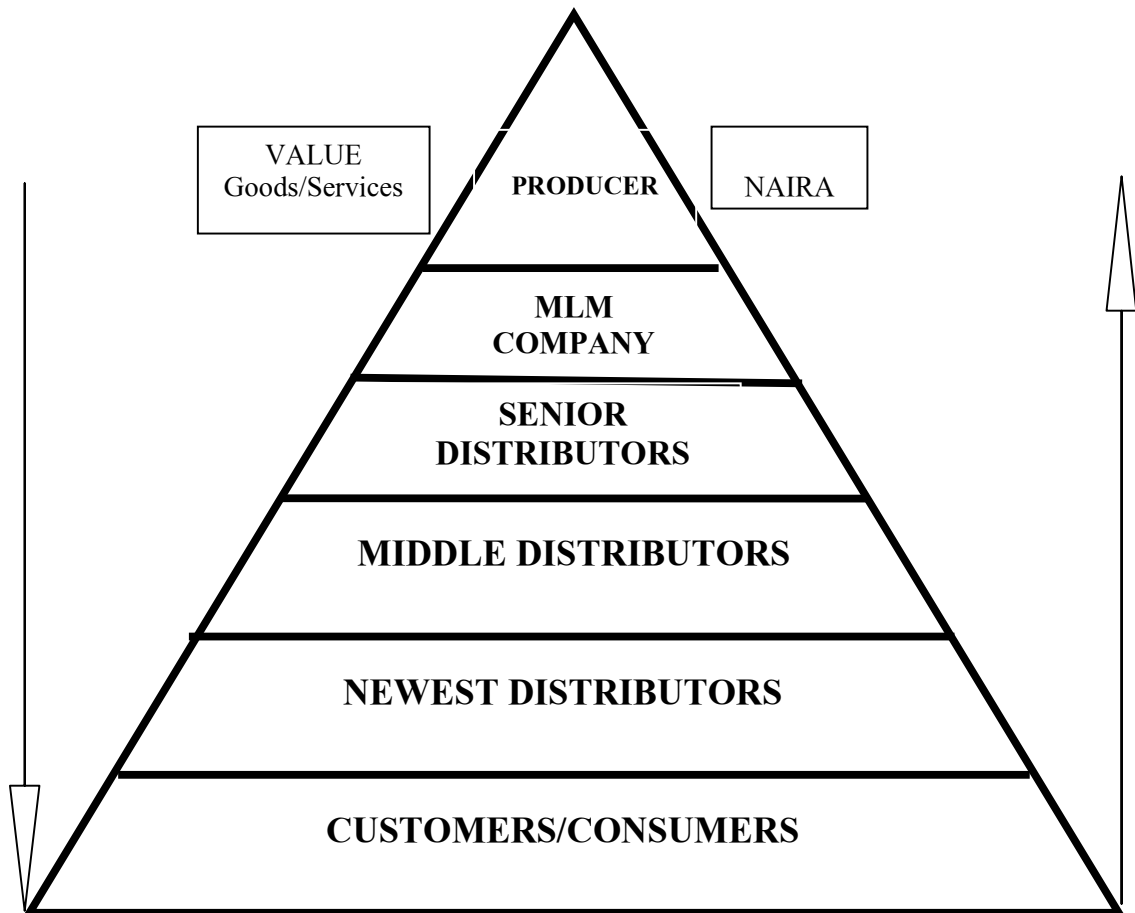 VALUE
Goods/Services
PRODUCER
NAIRA
MLM
COMPANY
SENIOR
DISTRIBUTORS
MIDDLE DISTRIBUTORS
NEWEST DISTRIBUTORS
CUSTOMERS/CONSUMERS